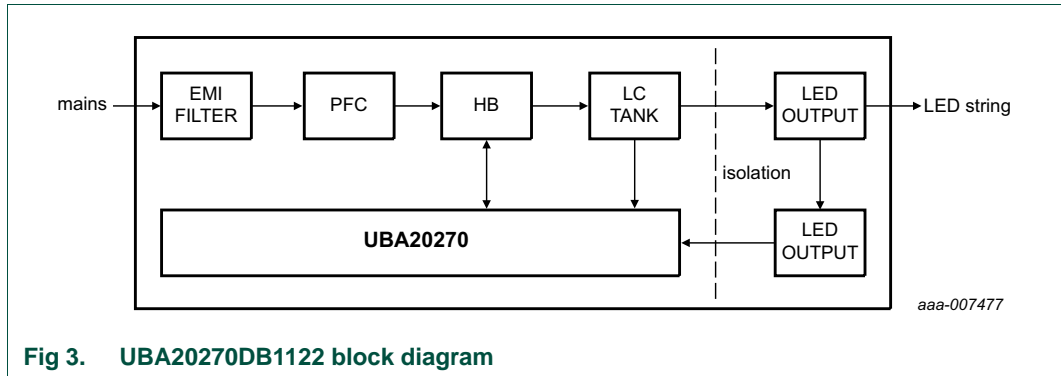 mains
EMI
FILTER
PFC
HB
LC
TANK
LED
OUTPUT
LED string
isolation
UBA20270
LED
OUTPUT
aaa-007477
Fig 3. UBA20270DB1122 block diagram